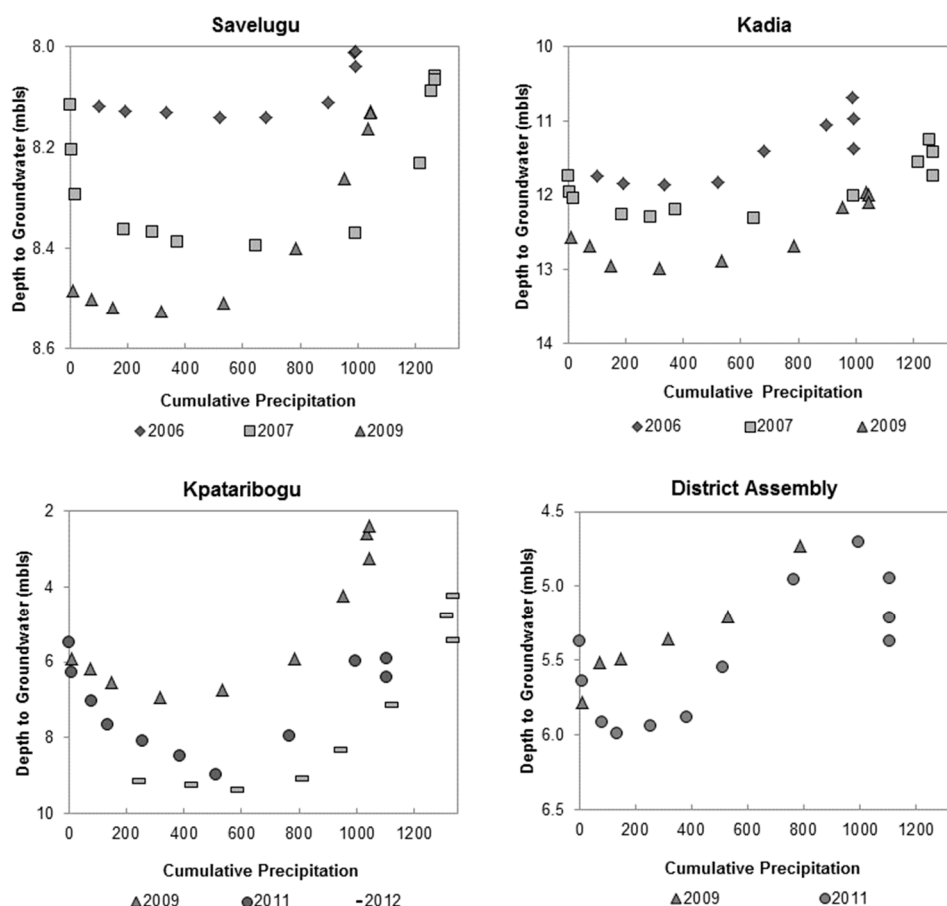 Savelugu
Depth to Groundwater (mbls)
8.0
8.2
8.4
8.6
0 200 400 600 800 1000 1200
Cumulative Precipitation
2006 2007 2009
Kadia
Depth to Groundwater (mbls)
10
11
12
13
14
0 200 400 600 800 1000 1200
Cumulative Precipitation
2006 2007 2009
Kpataribogu
Depth to Groundwater (mbls)
2
4
6
8
10
0 200 400 600 800 1000 1200
Cumulative Precipitation
2009 2011 2012
District Assembly
Depth to Groundwater (mbls)
4.5
5.0
5.5
6.0
6.5
0 200 400 600 800 1000 1200
Cumulative Precipitation
2009 2011